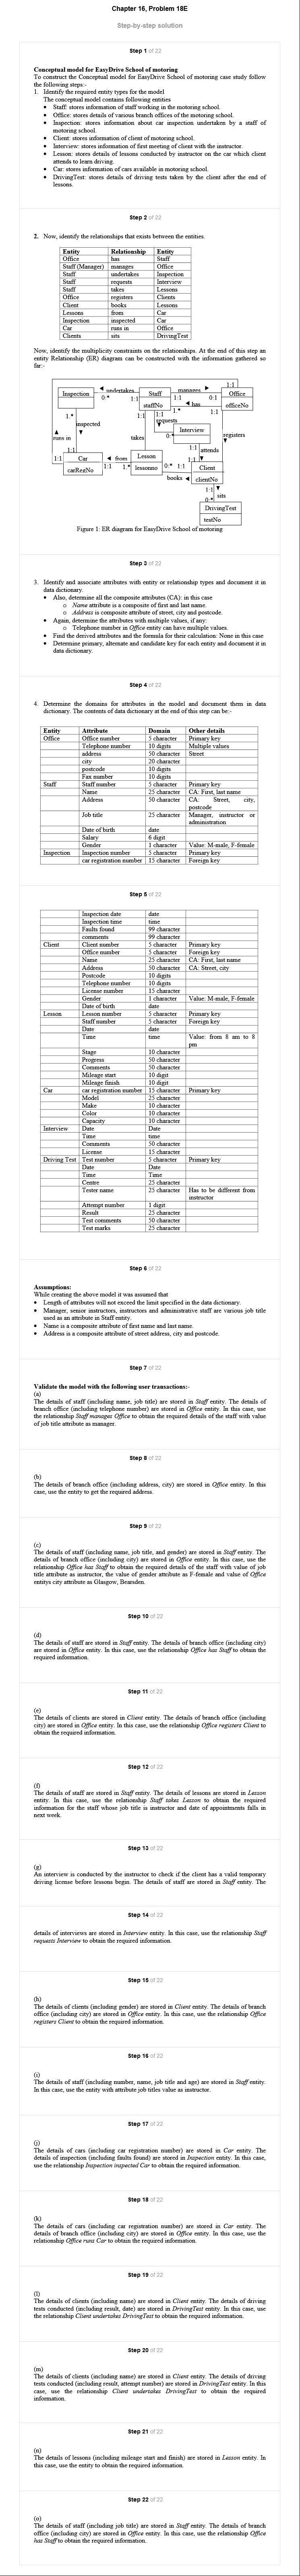 Chapter 16, Problem 18E
Step-by-step solution
Step 1 of 22
Conceptual model for EasyDrive School of motoring
To construct the Conceptual model for EasyDrive School of motoring case study follow
the following steps:-
1. Identify the required entity types for the model
The conceptual model contains following entities
• Staff: stores information of staff working in the motoring school.
• Office: stores details of various branch offices of the motoring school.
• Inspection: stores information about car inspection undertaken by a staff of
motoring school.
• Client: stores information of client of motoring school.
• Interview: stores information of first meeting of client with the instructor.
• Lesson: stores details of lessons conducted by instructor on the car which client
attends to learn driving.
• Car: stores information of cars available in motoring school.
• DrivingTest: stores details of driving tests taken by the client after the end of
lessons.
Step 2 of 22
2. Now, identify the relationships that exists between the entities.
Entity Relationship Entity
Office has Staff
Staff (Manager) manages Office
Staff undertakes Inspection
Staff requests Interview
Staff takes Lessons
Office registers Clients
Client books Lessons
Lessons from Car
Inspection inspected Car
Car runs in Office
Clients sits DrivingTest
Now, identify the multiplicity constraints on the relationships. At the end of this step an
entity Relationship (ER) diagram can be constructed with the information gathered so
far:-
1:1
undertakes manages
Inspection Staff Office
0:* 1:1 1:1 0:1
staffNo has officeNo
1:1 1:1 1:* 1:1
1.* inspected requests
Interview
runs in takes 0:* registers
1:1 attends
1:1 Lesson 1:1
1:1 Car from lessonno 0:* 1:1 Client
carRegNo 1:1 1:* books clientNo
1:1
sits
0:*
DrivingTest
testNo
Figure 1: ER diagram for EasyDrive School of motoring
Step 3 of 22
3. Identify and associate attributes with entity or relationship types and document it in
data dictionary.
• Also, determine all the composite attributes (CA): in this case
o Name attribute is a composite of first and last name.
o Address is composite attribute of street, city and postcode.
• Again, determine the attributes with multiple values, if any:
o Telephone number in Office entity can have multiple values.
• Find the derived attributes and the formula for their calculation: None in this case
• Determine primary, alternate and candidate key for each entity and document it in
data dictionary.
Step 4 of 22
4. Determine the domains for attributes in the model and document them in data
dictionary. The contents of data dictionary at the end of this step can be:-
Entity Attribute Domain Other details
Office Office number 5 character Primary key
Telephone number 10 digits Multiple values
address 50 character Street
city 20 character
postcode 10 digits
Fax number 10 digits
Staff Staff number 5 character Primary key
Name 25 character CA: First, last name
Address 50 character CA: Street, city,
postcode
Job title 25 character Manager, instructor or
administration
Date of birth date
Salary 6 digit
Gender 1 character Value: M-male, F-female
Inspection Inspection number 5 character Primary key
car registration number 15 character Foreign key
Step 5 of 22
Inspection date date
Inspection time time
Faults found 99 character
comments 99 character
Client Client number 5 character Primary key
Office number 5 character Foreign key
Name 25 character CA: First, last name
Address 50 character CA: Street, city
Postcode 10 digits
Telephone number 10 digits
License number 15 character
Gender 1 character Value: M-male, F-female
Date of birth date
Lesson Lesson number 5 character Primary key
Staff number 5 character Foreign key
Date date
Time time Value: from 8 am to 8
pm
Stage 10 character
Progress 50 character
Comments 50 character
Mileage start 10 digit
Mileage finish 10 digit
Car car registration number 15 character Primary key
Model 25 character
Make 10 character
Color 10 character
Capacity 10 character
Interview Date Date
Time time
Comments 50 character
License 15 character
Driving Test Test number 5 character Primary key
Date Date
Time Time
Centre 25 character
Tester name 25 character Has to be different from
instructor
Attempt number 1 digit
Result 25 character
Test comments 50 character
Test marks 25 character
Step 6 of 22
Assumptions:
While creating the above model it was assumed that
• Length of attributes will not exceed the limit specified in the data dictionary.
• Manager, senior instructors, instructors and administrative staff are various job title
used as an attribute in Staff entity.
• Name is a composite attribute of first name and last name.
• Address is a composite attribute of street address, city and postcode.
Step 7 of 22
Validate the model with the following user transactions:-
(a)
The details of staff (including name, job title) are stored in Staff entity. The details of
branch office (including telephone number) are stored in Office entity. In this case, use
the relationship Staff manages Office to obtain the required details of the staff with value
of job title attribute as manager.
Step 8 of 22
(b)
The details of branch office (including address, city) are stored in Office entity. In this
case, use the entity to get the required address.
Step 9 of 22
(c)
The details of staff (including name, job title, and gender) are stored in Staff entity. The
details of branch office (including city) are stored in Office entity. In this case, use the
relationship Office has Staff to obtain the required details of the staff with value of job
title attribute as instructor, the value of gender attribute as F-female and value of Office
entitys city attribute as Glasgow, Bearsden.
Step 10 of 22
(d)
The details of staff are stored in Staff entity. The details of branch office (including city)
are stored in Office entity. In this case, use the relationship Office has Staff to obtain the
required information.
Step 11 of 22
(e)
The details of clients are stored in Client entity. The details of branch office (including
city) are stored in Office entity. In this case, use the relationship Office registers Client to
obtain the required information.
Step 12 of 22
(f)
The details of staff are stored in Staff entity. The details of lessons are stored in Lesson
entity. In this case, use the relationship Staff takes Lesson to obtain the required
information for the staff whose job title is instructor and date of appointments falls in
next week.
Step 13 of 22
(g)
An interview is conducted by the instructor to check if the client has a valid temporary
driving license before lessons begin. The details of staff are stored in Staff entity. The
Step 14 of 22
details of interviews are stored in Interview entity. In this case, use the relationship Staff
requests Interview to obtain the required information.
Step 15 of 22
(h)
The details of clients (including gender) are stored in Client entity. The details of branch
office (including city) are stored in Office entity. In this case, use the relationship Office
registers Client to obtain the required information.
Step 16 of 22
(i)
The details of staff (including number, name, job title and age) are stored in Staff entity.
In this case, use the entity with attribute job titles value as instructor.
Step 17 of 22
(j)
The details of cars (including car registration number) are stored in Car entity. The
details of inspection (including faults found) are stored in Inspection entity. In this case,
use the relationship Inspection inspected Car to obtain the required information.
Step 18 of 22
(k)
The details of cars (including car registration number) are stored in Car entity. The
details of branch office (including city) are stored in Office entity. In this case, use the
relationship Office runs Car to obtain the required information.
Step 19 of 22
(l)
The details of clients (including name) are stored in Client entity. The details of driving
tests conducted (including result, date) are stored in DrivingTest entity. In this case, use
the relationship Client undertakes DrivingTest to obtain the required information.
Step 20 of 22
(m)
The details of clients (including name) are stored in Client entity. The details of driving
tests conducted (including result, attempt number) are stored in DrivingTest entity. In this
case, use the relationship Client undertakes DrivingTest to obtain the required
information.
Step 21 of 22
(n)
The details of lessons (including mileage start and finish) are stored in Lesson entity. In
this case, use the entity to obtain the required information.
Step 22 of 22
(o)
The details of staff (including job title) are stored in Staff entity. The details of branch
office (including city) are stored in Office entity. In this case, use the relationship Office
has Staff to obtain the required information.